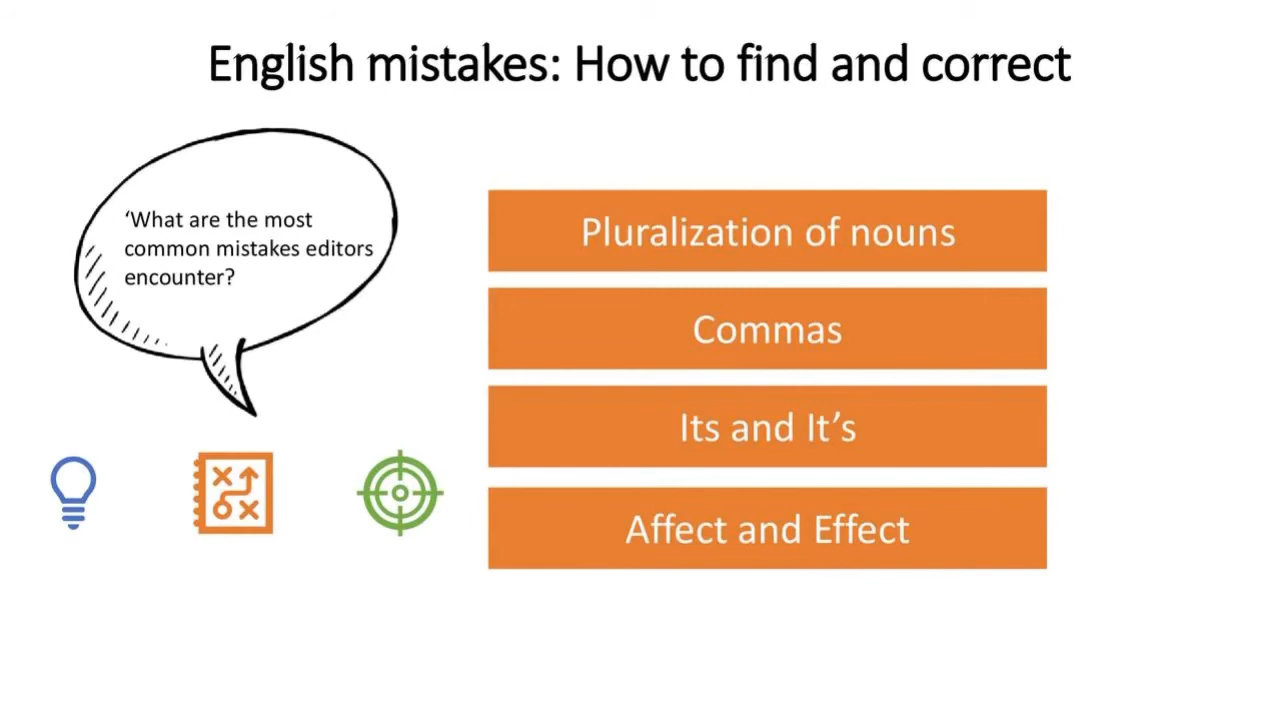 English mistakes: How to find and correct
‘What are the most
common mistakes editors
encounter?
Pluralization of nouns
Commas
Its and It’s
Affect and Effect